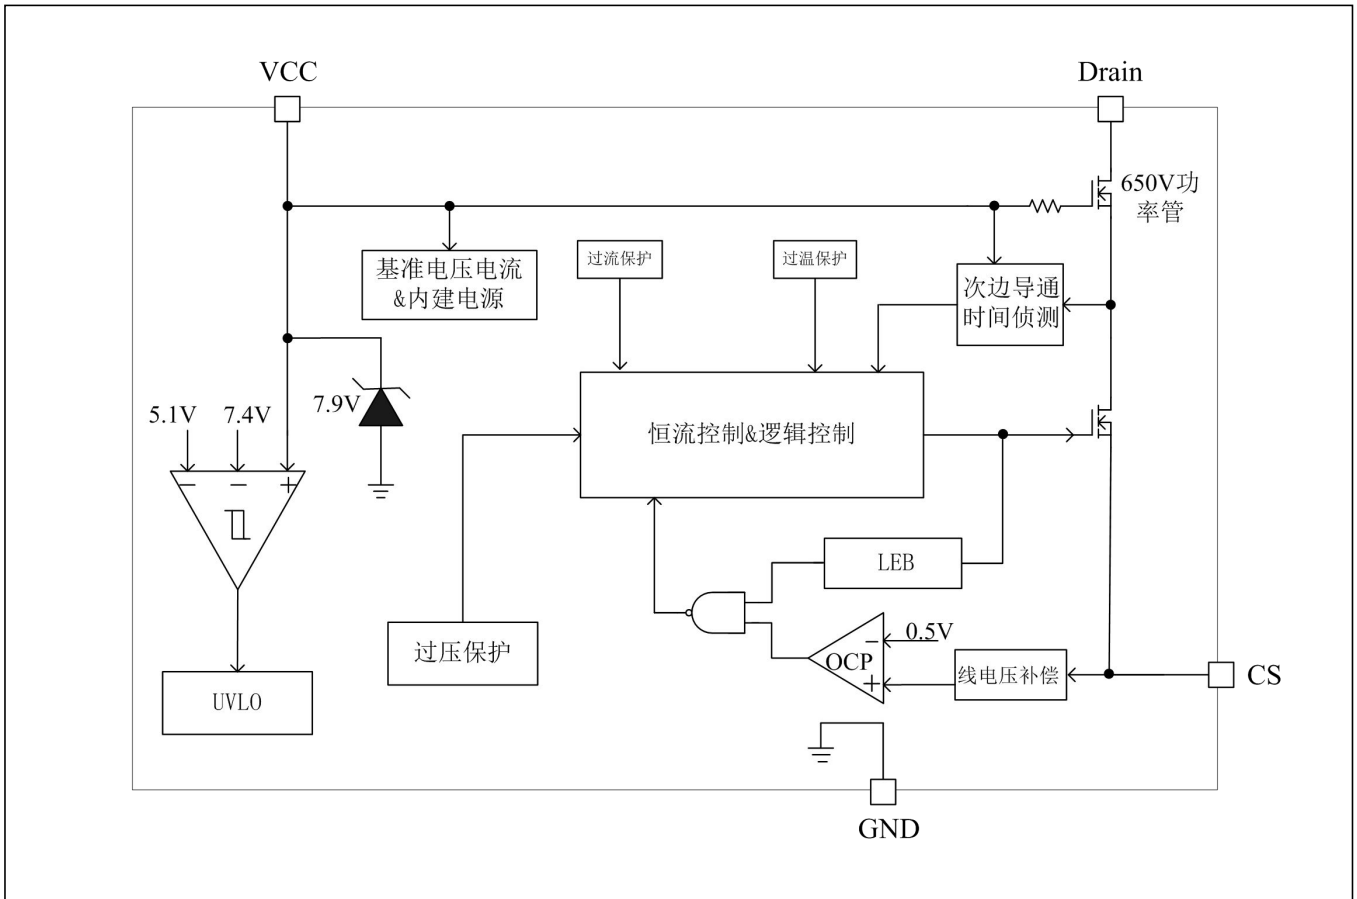 VCC
Drain
650V功
率管
过流保护
过温保护
基准电压电流
&内建电源
次边导通
时间侦测
5.1V
7.4V
7.9V
恒流控制&逻辑控制
LEB
过压保护
0.5V
OCP
线电压补偿
CS
UVLO
GND